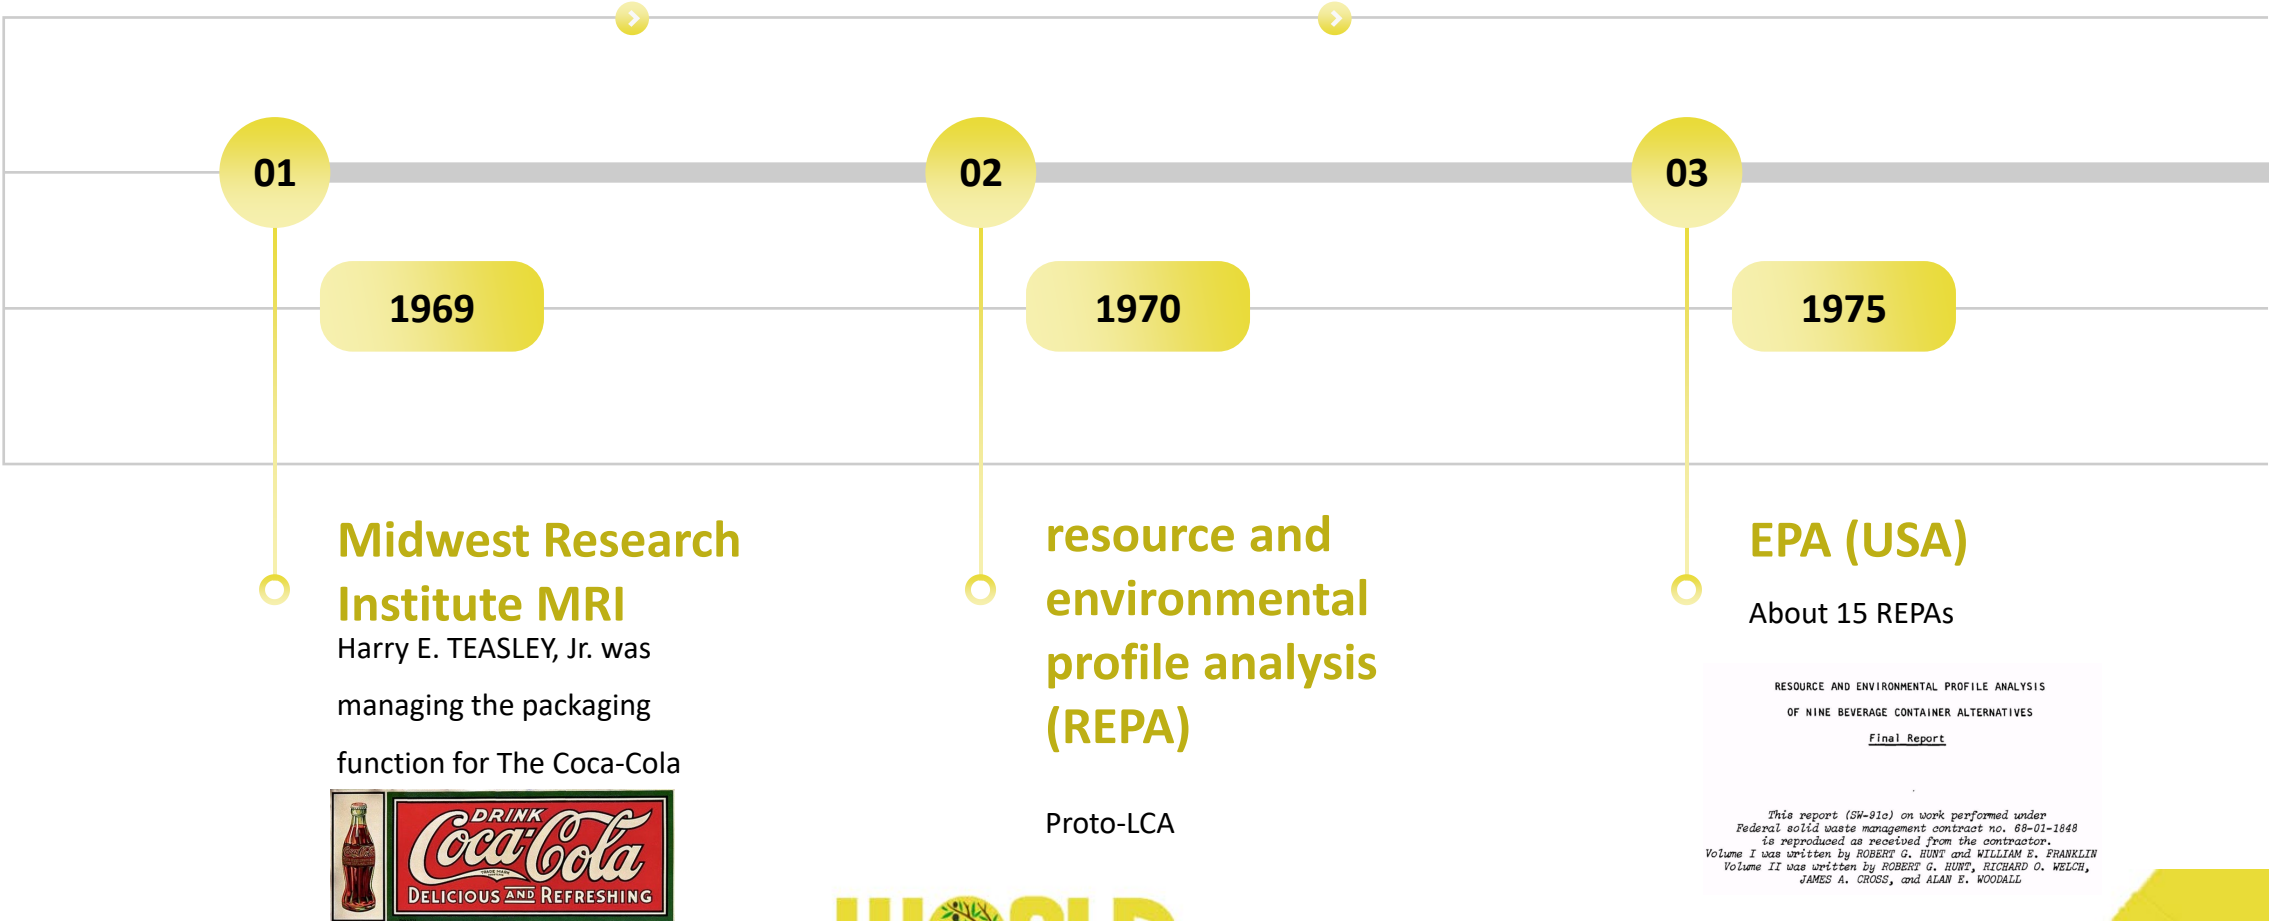 01
02
03
1969
1970
1975
Midwest Research
Institute MRI
Harry E. TEASLEY, Jr. was
managing the packaging
function for The Coca-Cola
DRINK
Coca-Cola
TRADE MARK
DELICIOUS AND REFRESHING
resource and
environmental
profile analysis
(REPA)
Proto-LCA
WORLD
EPA (USA)
About 15 REPAs
RESOURCE AND ENVIRONMENTAL PROFILE ANALYSIS
OF NINE BEVERAGE CONTAINER ALTERNATIVES
Final Report
This report (SW-91c) on work performed under
Federal solid waste management contract no. 68-01-1848
is reproduced as received from the contractor.
Volume I was written by ROBERT G. HUNT and WILLIAM E. FRANKLIN
Volume II was written by ROBERT G. HUNT, RICHARD O. WELCH,
JAMES A. CROSS, and ALAN E. WOODALL